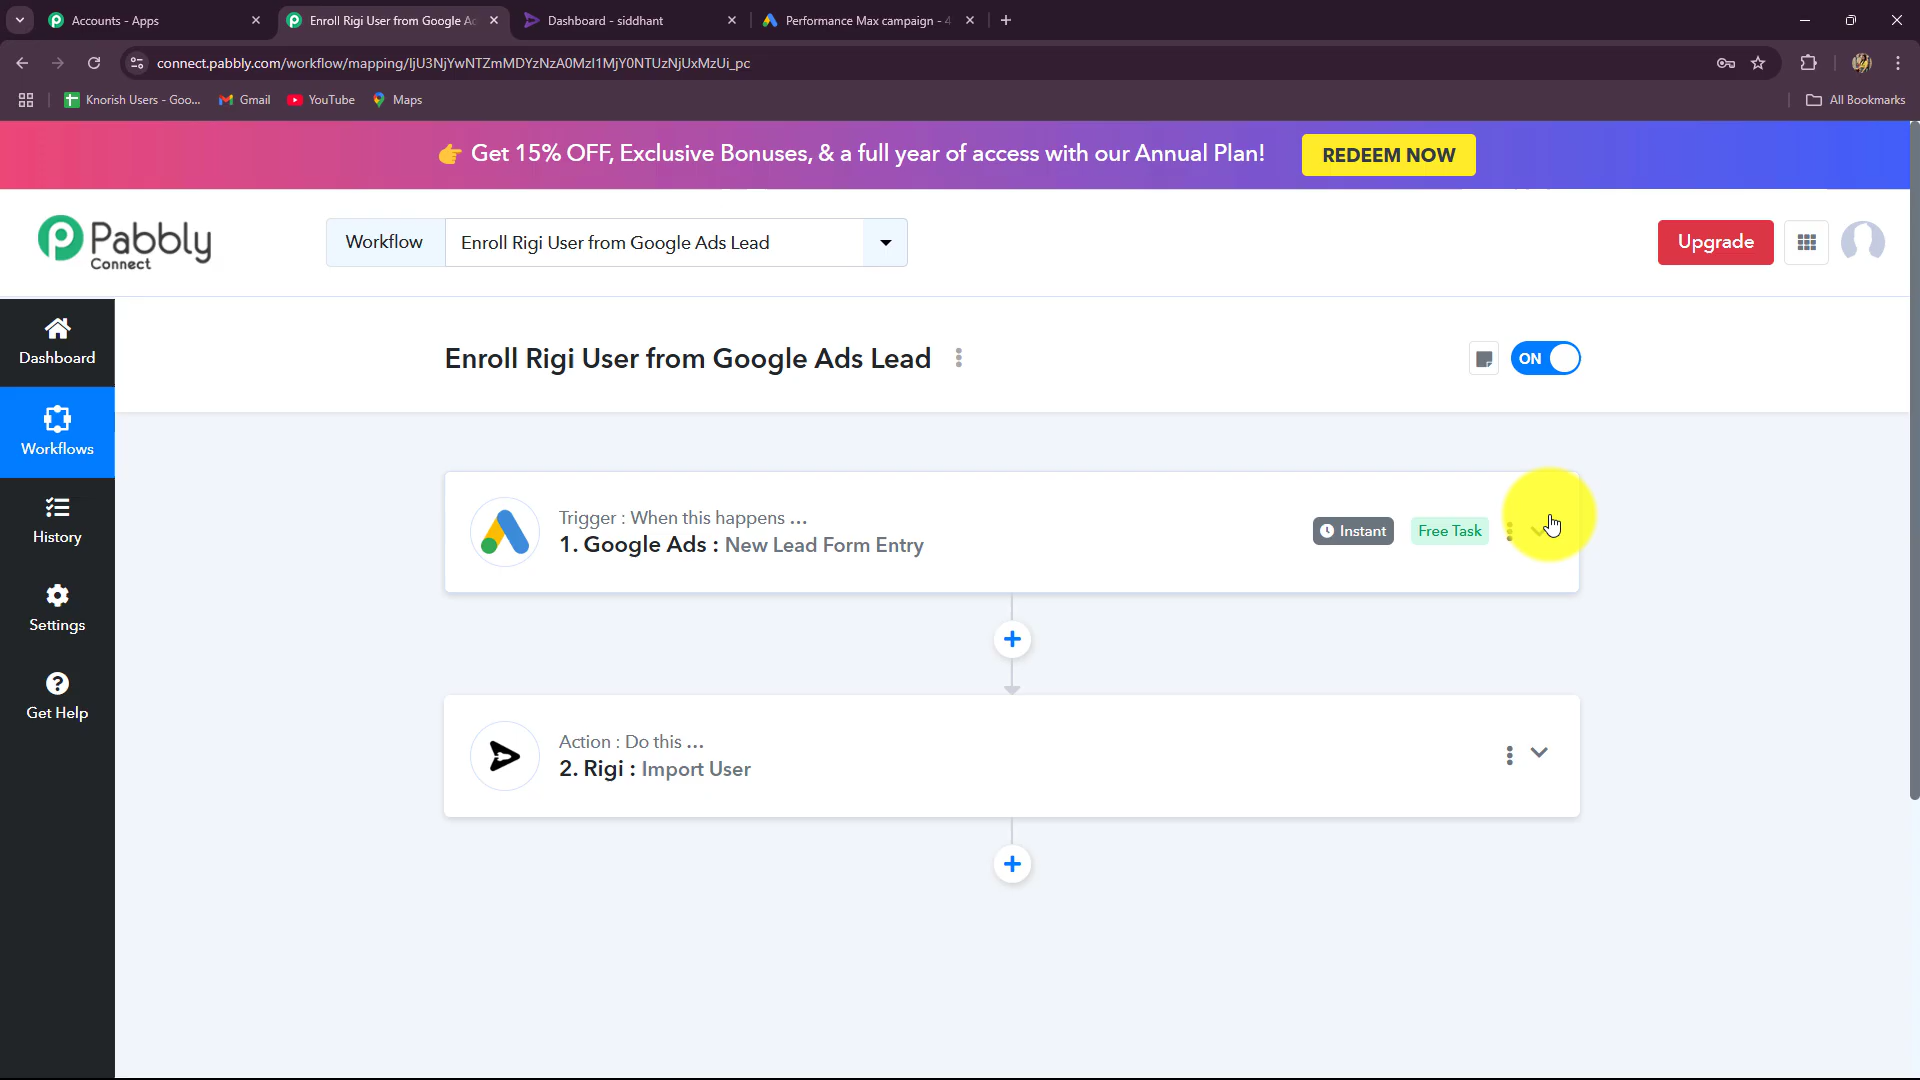 Accounts - Apps
Enroll Rigi User from Google Ad
Dashboard - siddhant
Performance Max campaign - 4
connect.pabbly.com/workflow/mapping/IjU3NjYwNTZmMDYzNzA0MzI1MjY0NTUzNjUxMzUi_pc
Knorish Users - Goo...
Gmail
YouTube
Maps
All Bookmarks
👉 Get 15% OFF, Exclusive Bonuses, & a full year of access with our Annual Plan!
REDEEM NOW
Pabbly
Connect
Workflow
Enroll Rigi User from Google Ads Lead
Upgrade
Dashboard
Workflows
History
Settings
Get Help
Enroll Rigi User from Google Ads Lead
ON
Trigger : When this happens ...
1. Google Ads : New Lead Form Entry
Instant
Free Task
Action : Do this ...
2. Rigi : Import User